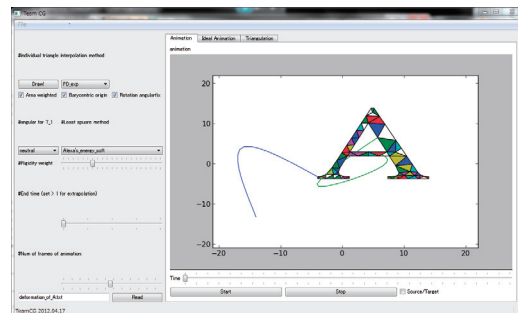 Team CG
File
Animation
Ideal Animation
Triangulation
animation
#Individual triangle interpolation method
Draw!
PD_exp
Area weighted
Barycentric origin
Rotation angularfix
#angular for T_I
#Least square method
neutral
Alexa's_energy_soft
#Rigidity weight
#End time (set > 1 for extrapolation)
#Num of frames of animation
deformation_of_A.txt
Read
20
10
0
−10
−20
−20
−10
0
10
20
Time
Start
Stop
Source/Target
TeamCG 2012.04.17